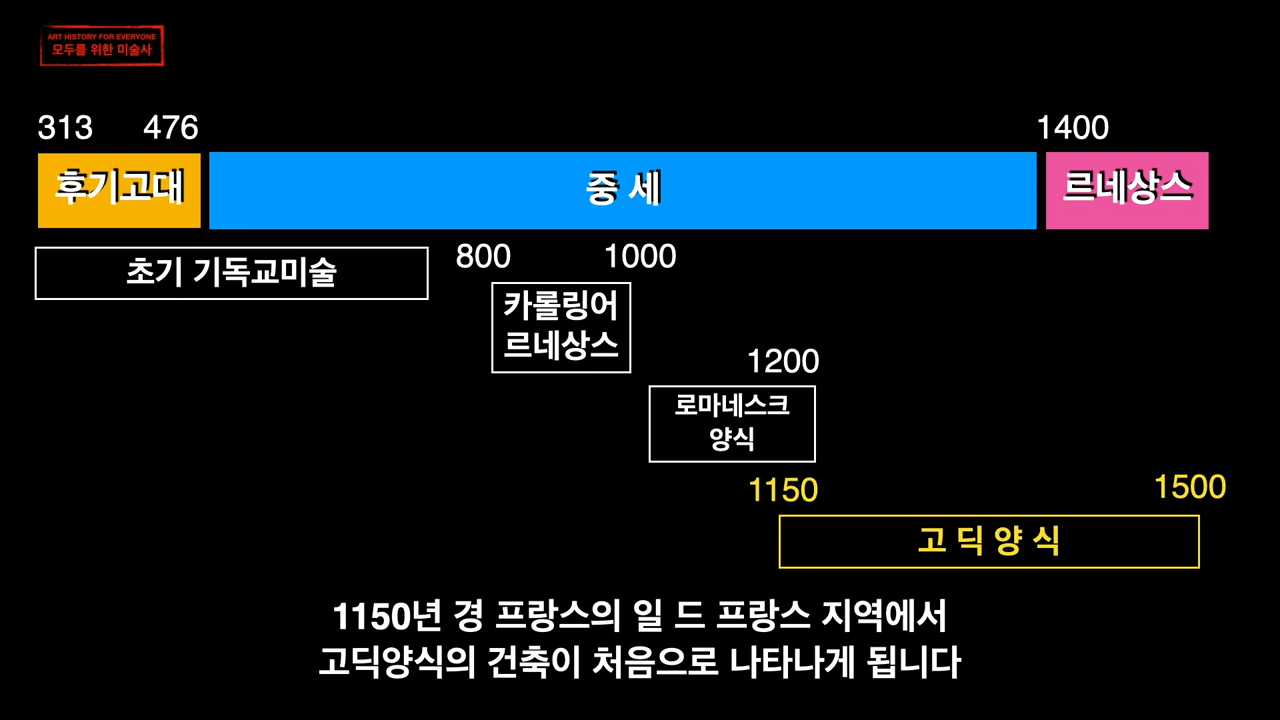 ART HISTORY FOR EVERYONE
모두를 위한 미술사
313 476 1400
후기고대 중 세 르네상스
초기 기독교미술
800 1000
카롤링어
르네상스
1200
로마네스크
양식
1150 1500
고 딕 양 식
1150년 경 프랑스의 일 드 프랑스 지역에서
고딕양식의 건축이 처음으로 나타나게 됩니다